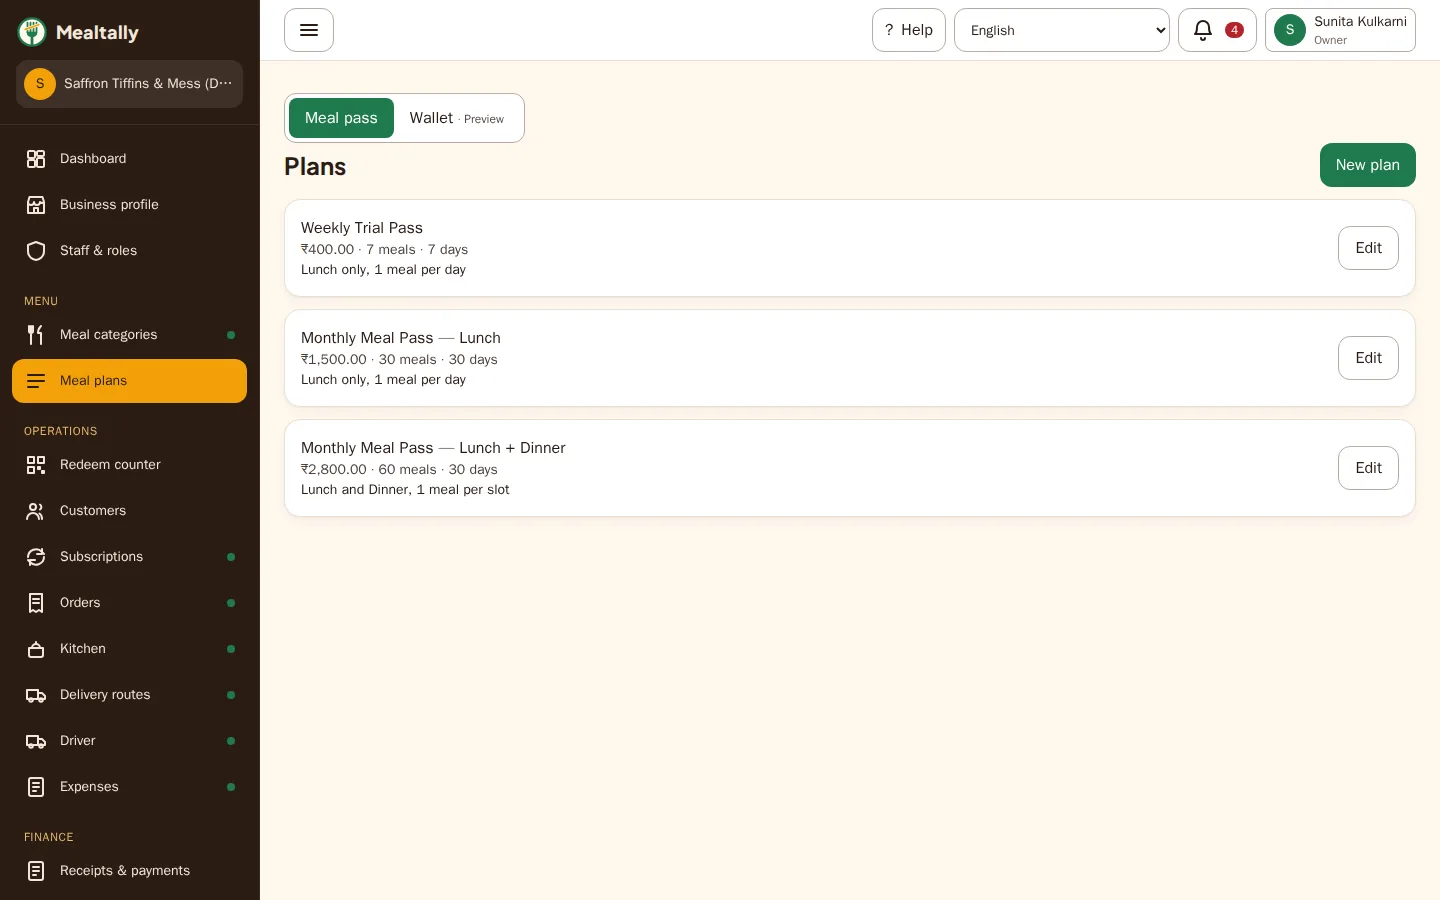 Mealtally
S Saffron Tiffins & Mess (D···
Dashboard
Business profile
Staff & roles
MENU
Meal categories
Meal plans
OPERATIONS
Redeem counter
Customers
Subscriptions
Orders
Kitchen
Delivery routes
Driver
Expenses
FINANCE
Receipts & payments
? Help
English
4
S
Sunita Kulkarni
Owner
Meal pass
Wallet · Preview
Plans
New plan
Weekly Trial Pass
₹400.00 · 7 meals · 7 days
Lunch only, 1 meal per day
Edit
Monthly Meal Pass — Lunch
₹1,500.00 · 30 meals · 30 days
Lunch only, 1 meal per day
Edit
Monthly Meal Pass — Lunch + Dinner
₹2,800.00 · 60 meals · 30 days
Lunch and Dinner, 1 meal per slot
Edit